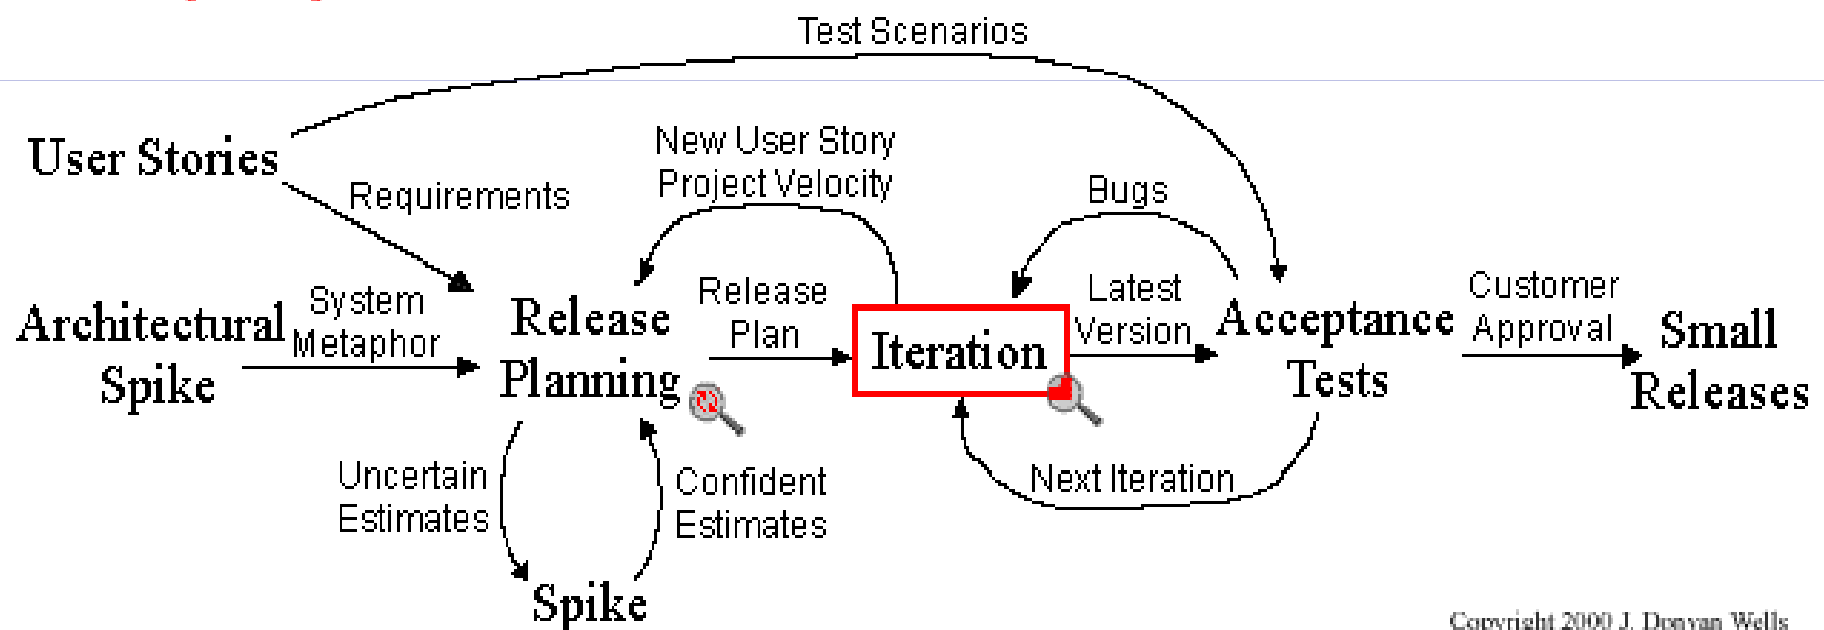 Test Scenarios
User Stories
New User Story
Project Velocity
Requirements
Bugs
Architectural
Spike
System
Metaphor
Release
Planning
Release
Plan
Iteration
Latest
Version
Acceptance
Tests
Customer
Approval
Small
Releases
Uncertain
Estimates
Confident
Estimates
Next Iteration
Spike
Copyright 2000 J. Donvan Wells